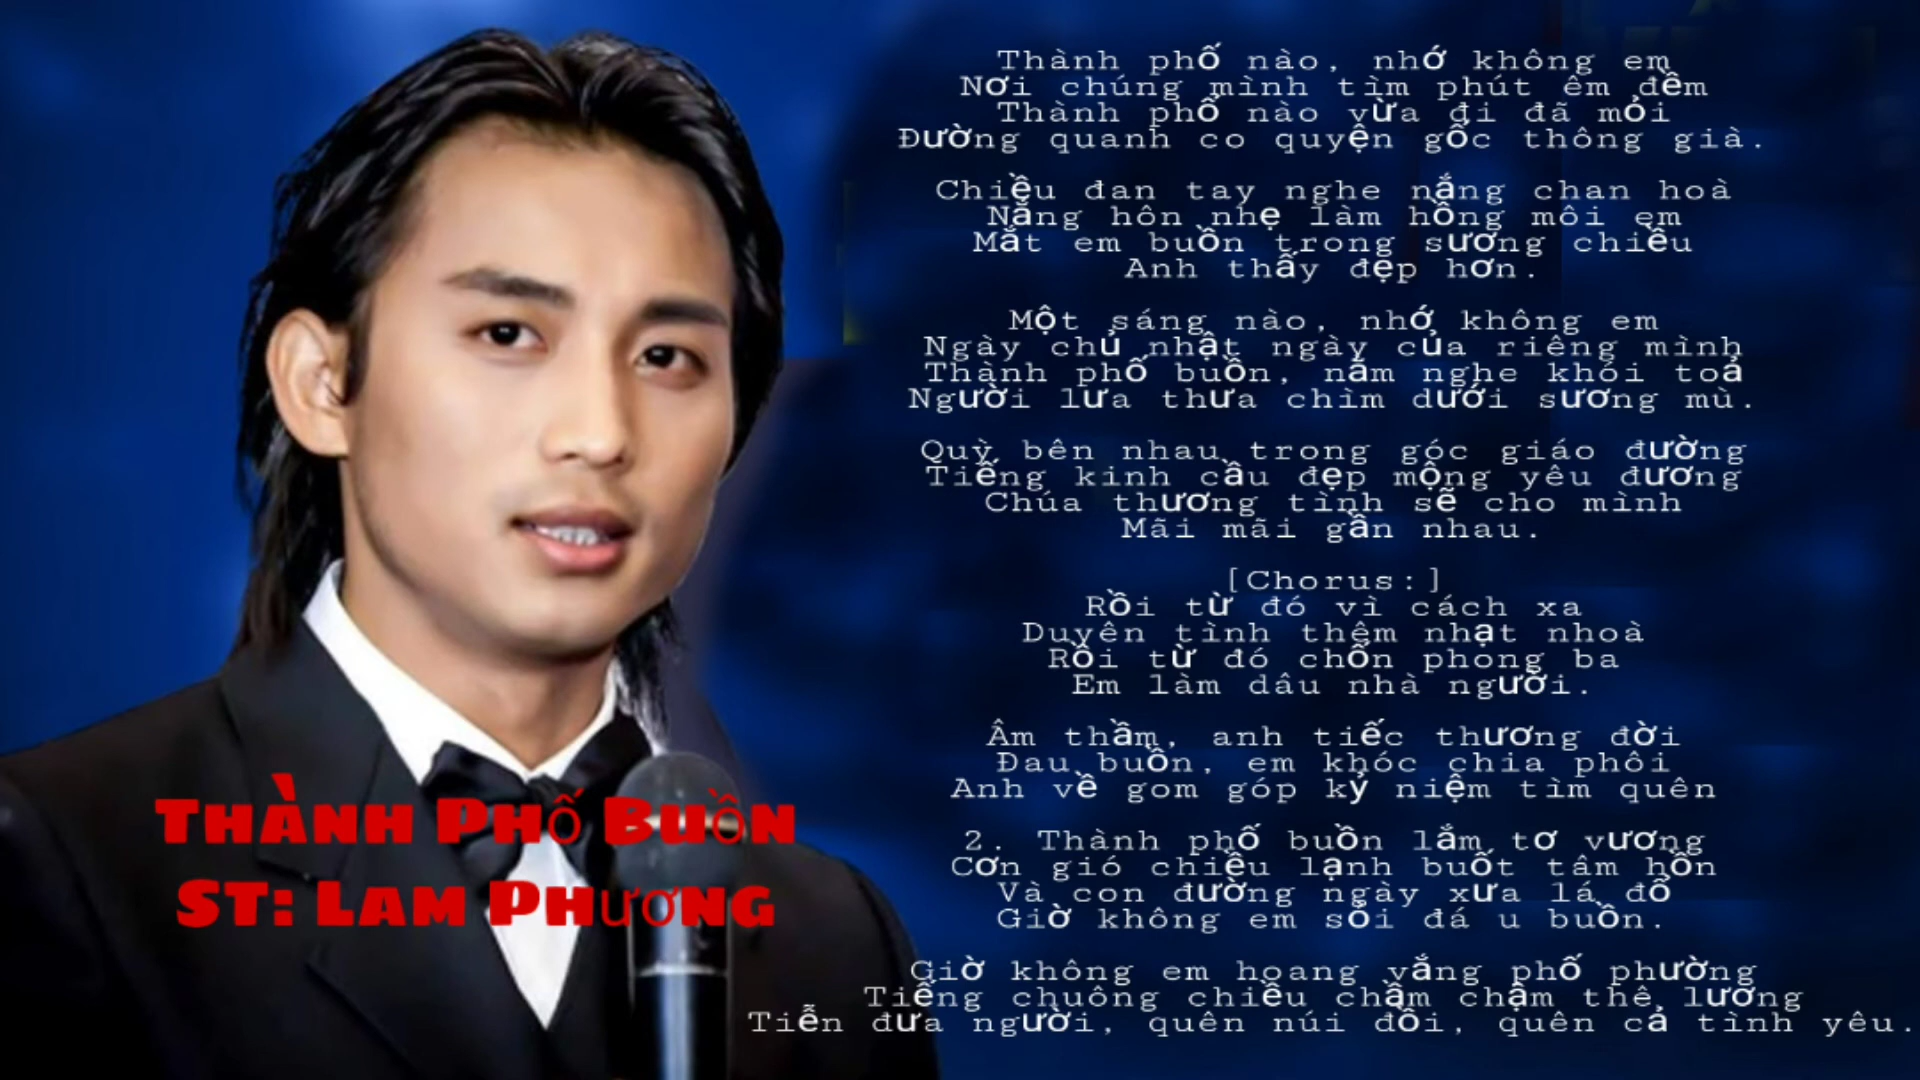 Thành phố nào, nhớ không em
Nơi chúng mình tìm phút êm đềm
Thành phố nào vừa đi đã mỏi
Đường quanh co quyện gốc thông già.
Chiều đan tay nghe nắng chan hoà
Nắng hôn nhẹ làm hồng môi em
Mắt em buồn trong sương chiều
Anh thấy đẹp hơn.
Một sáng nào, nhớ không em
Ngày chủ nhật ngày của riêng mình
Thành phố buồn, nằm nghe khói toả
Người lưa thưa chìm dưới sương mù.
Quỳ bên nhau trong góc giáo đường
Tiếng kinh cầu đẹp mộng yêu đương
Chúa thương tình sẽ cho mình
Mãi mãi gần nhau.
[Chorus:]
Rồi từ đó vì cách xa
Duyên tình thêm nhạt nhoà
Rồi từ đó chốn phong ba
Em làm dâu nhà người.
Âm thầm, anh tiếc thương đời
Đau buồn, em khóc chia phôi
Anh về gom góp kỷ niệm tìm quên
2. Thành phố buồn lắm tơ vương
Cơn gió chiều lạnh buốt tâm hồn
Và con đường ngày xưa lá đổ
Giờ không em sỏi đá u buồn.
Giờ không em hoang vắng phố phường
Tiếng chuông chiều chầm chậm thê lương
Tiễn đưa người, quên núi đồi, quên cả tình yêu.
Thành Phố Buồn
ST: Lam Phương